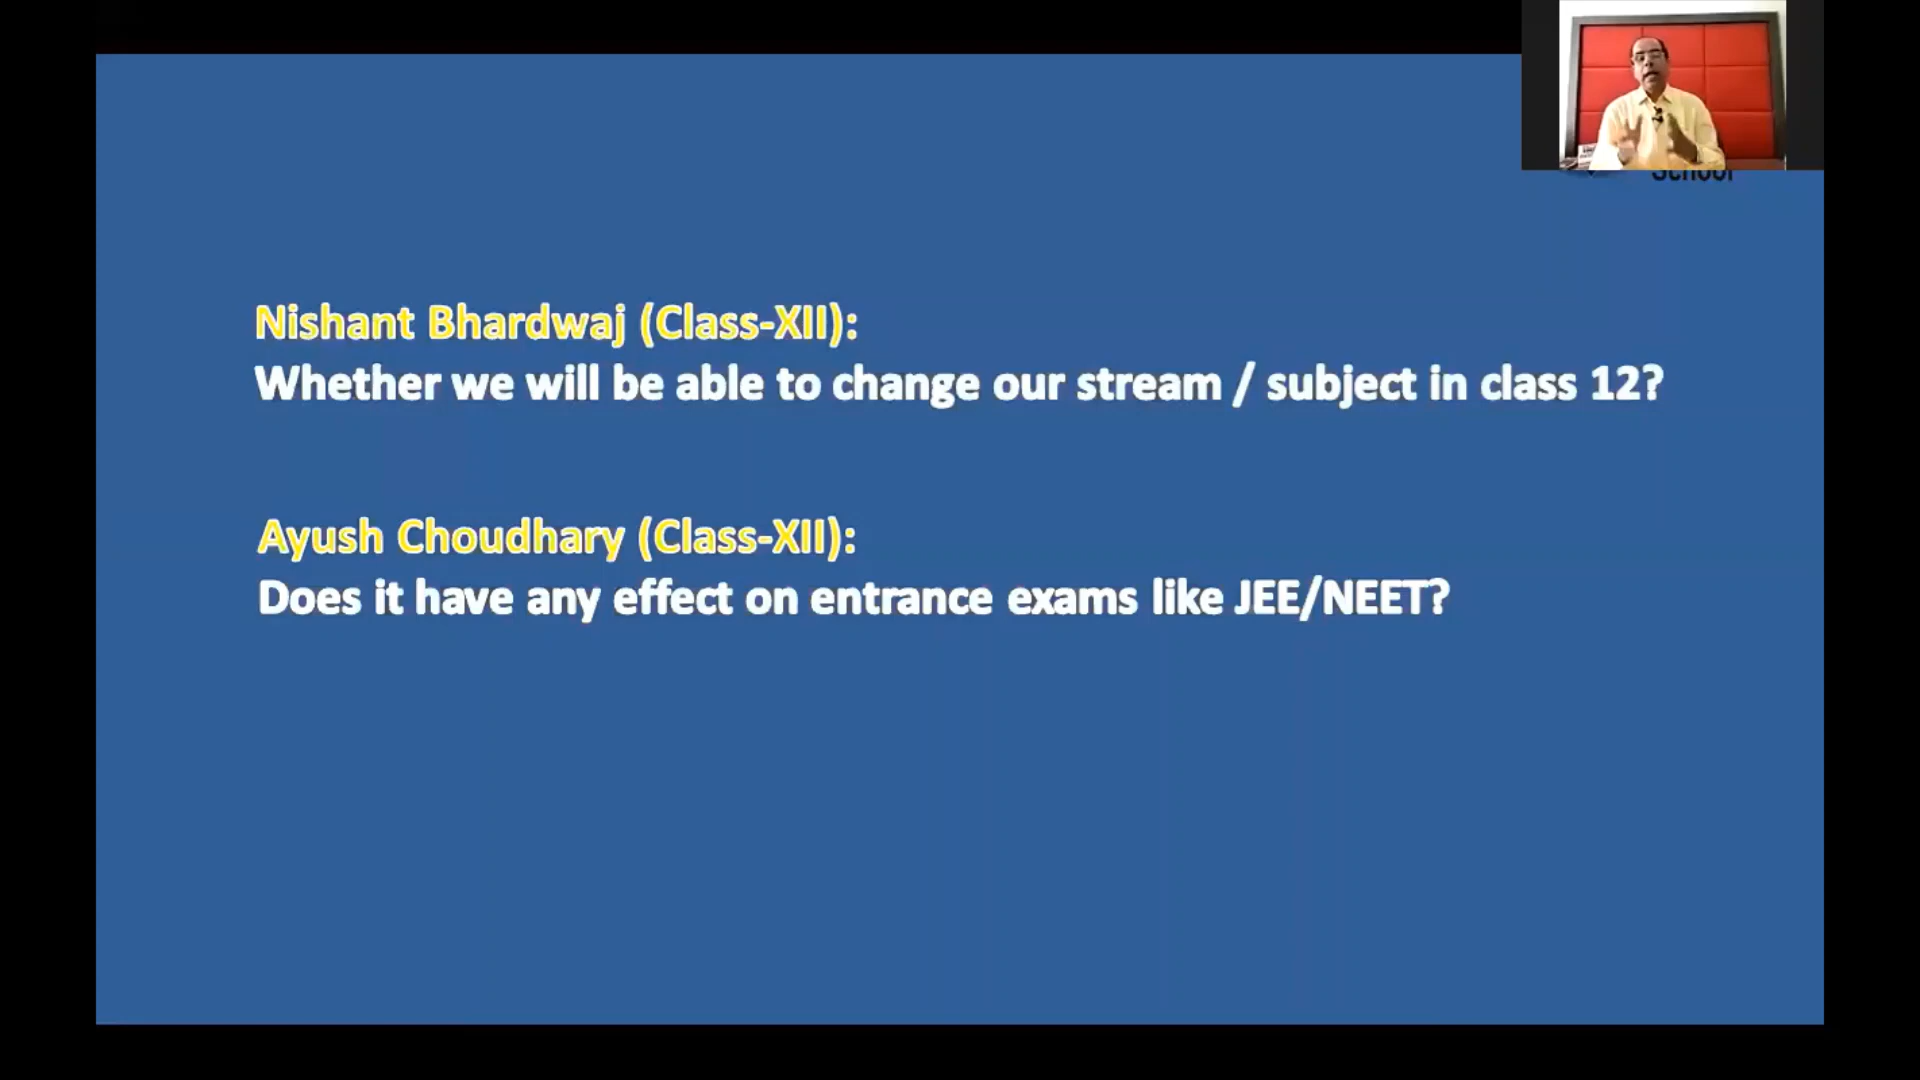 School
Nishant Bhardwaj (Class-XII):
Whether we will be able to change our stream / subject in class 12?
Ayush Choudhary (Class-XII):
Does it have any effect on entrance exams like JEE/NEET?